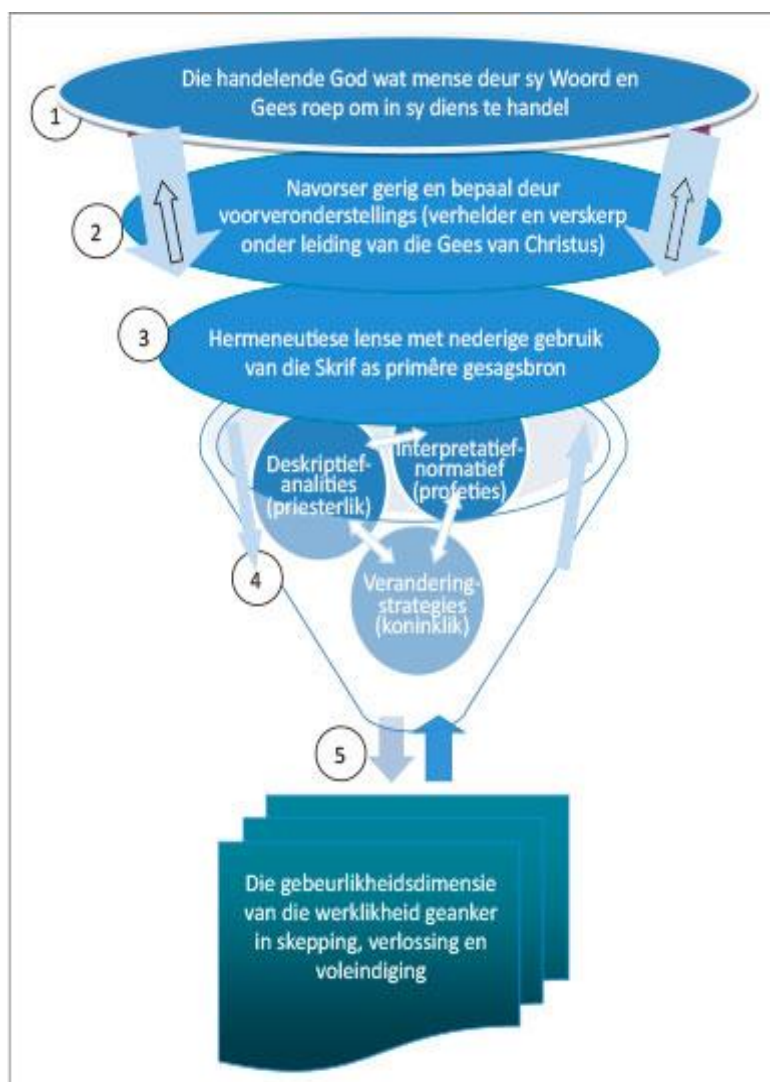 1
Die handelende God wat mense deur sy Woord en
Gees roep om in sy diens te handel
2
Navorser gerig en bepaal deur
voorveronderstellings (verhelder en verskerp
onder leiding van die Gees van Christus)
3
Hermeneutiese lense met nederige gebruik
van die Skrif as primêre gesagsbron
Deskriptief-
analities
(priesterlik)
Interpretatief-
normatief
(profeties)
4
Verandering-
strategies
(koninklik)
5
Die gebeurlikheidsdimensie
van die werklikheid geanker
in skepping, verlossing en
voleindiging